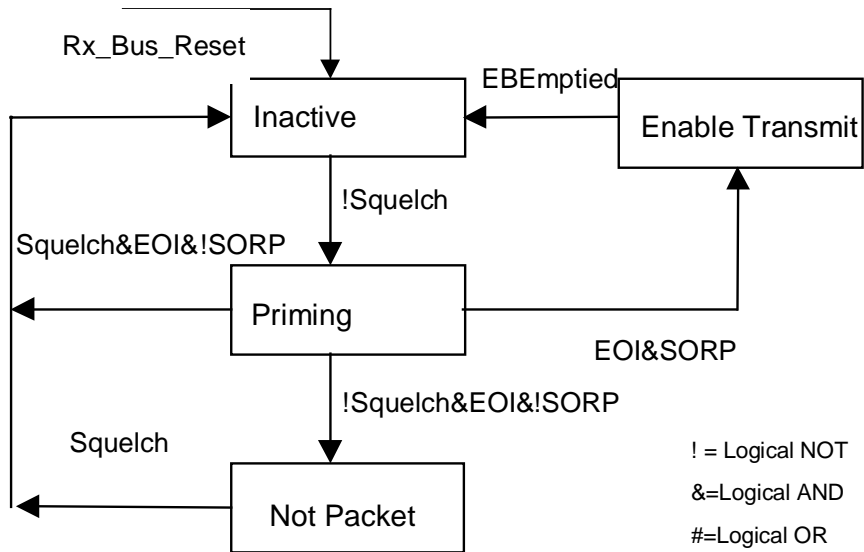 Rx_Bus_Reset
EBEmptied
Inactive
Enable Transmit
!Squelch
Squelch&EOI&!SORP
Priming
EOI&SORP
!Squelch&EOI&!SORP
Squelch
! = Logical NOT
&=Logical AND
Not Packet
#=Logical OR